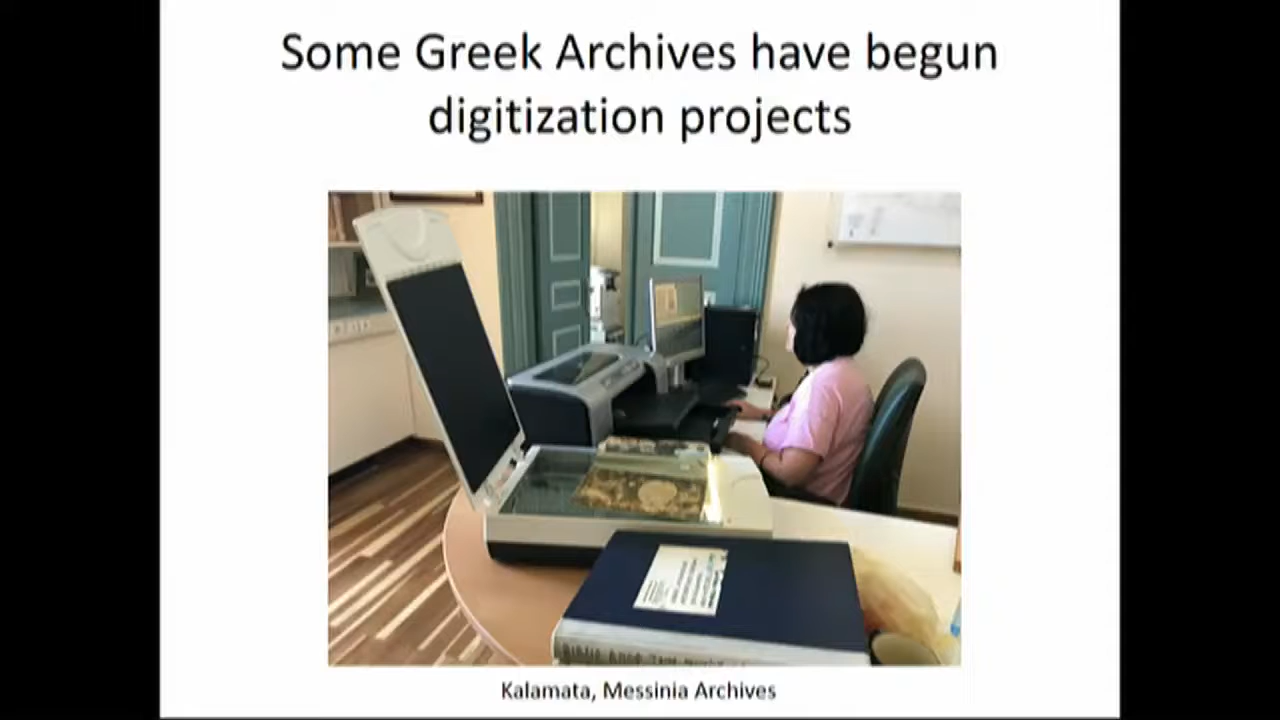 Some Greek Archives have begun
digitization projects
Kalamata, Messinia Archives